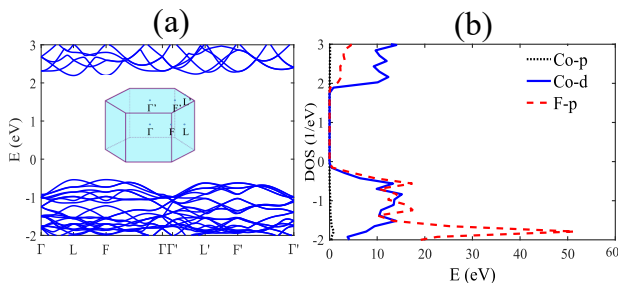 (a)
3
2
1
0
-1
-2
E (eV)
Γ L F Γ Γ' L' F' Γ'
Γ' F' L'
Γ F L
(b)
3
2
1
0
-1
-2
DOS (1/eV)
0 10 20 30 40 50 60
E (eV)
Co-p
Co-d
F-p